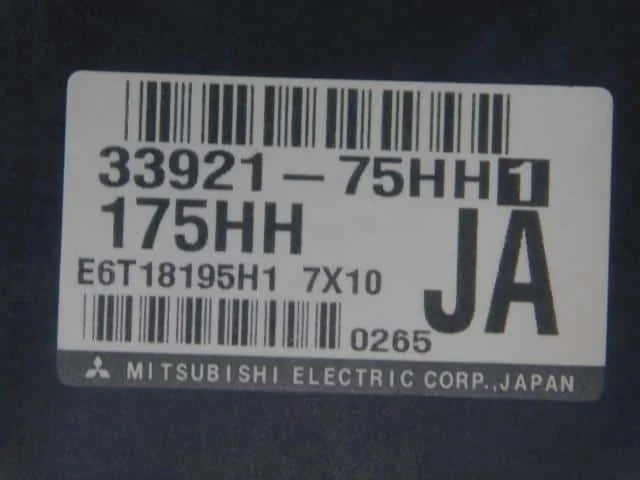 33921-75HH1
175HH
JA
E6T18195H1 7X10
0265
MITSUBISHI ELECTRIC CORP.,JAPAN